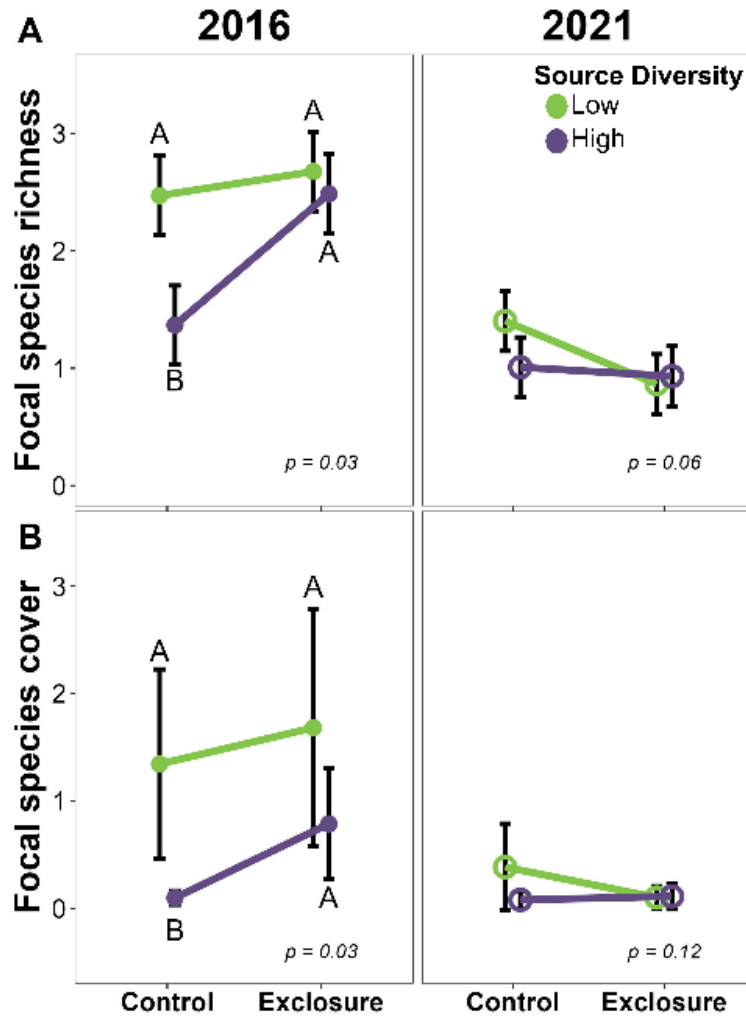 A
2016
2021
Focal species richness
3
2
1
0
A
A
A
B
p = 0.03
Source Diversity
Low
High
p = 0.06
B
Focal species cover
3
2
1
0
A
A
A
B
p = 0.03
p = 0.12
Control
Exclosure
Control
Exclosure